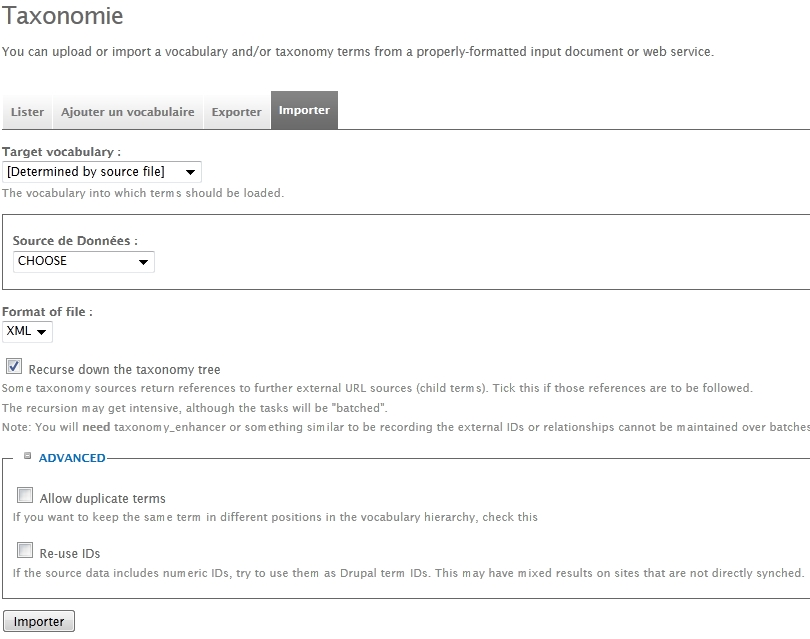 Taxonomie
You can upload or import a vocabulary and/or taxonomy terms from a properly-formatted input document or web service.
Lister Ajouter un vocabulaire Exporter Importer
Target vocabulary :
[Determined by source file]
The vocabulary into which terms should be loaded.
Source de Données :
CHOOSE
Format of file :
XML
Recurse down the taxonomy tree
Some taxonomy sources return references to further external URL sources (child terms). Tick this if those references are to be followed.
The recursion may get intensive, although the tasks will be "batched".
Note: You will need taxonomy_enhancer or something similar to be recording the external IDs or relationships cannot be maintained over batches
ADVANCED
Allow duplicate terms
If you want to keep the same term in different positions in the vocabulary hierarchy, check this
Re-use IDs
If the source data includes numeric IDs, try to use them as Drupal term IDs. This may have mixed results on sites that are not directly synched.
Importer